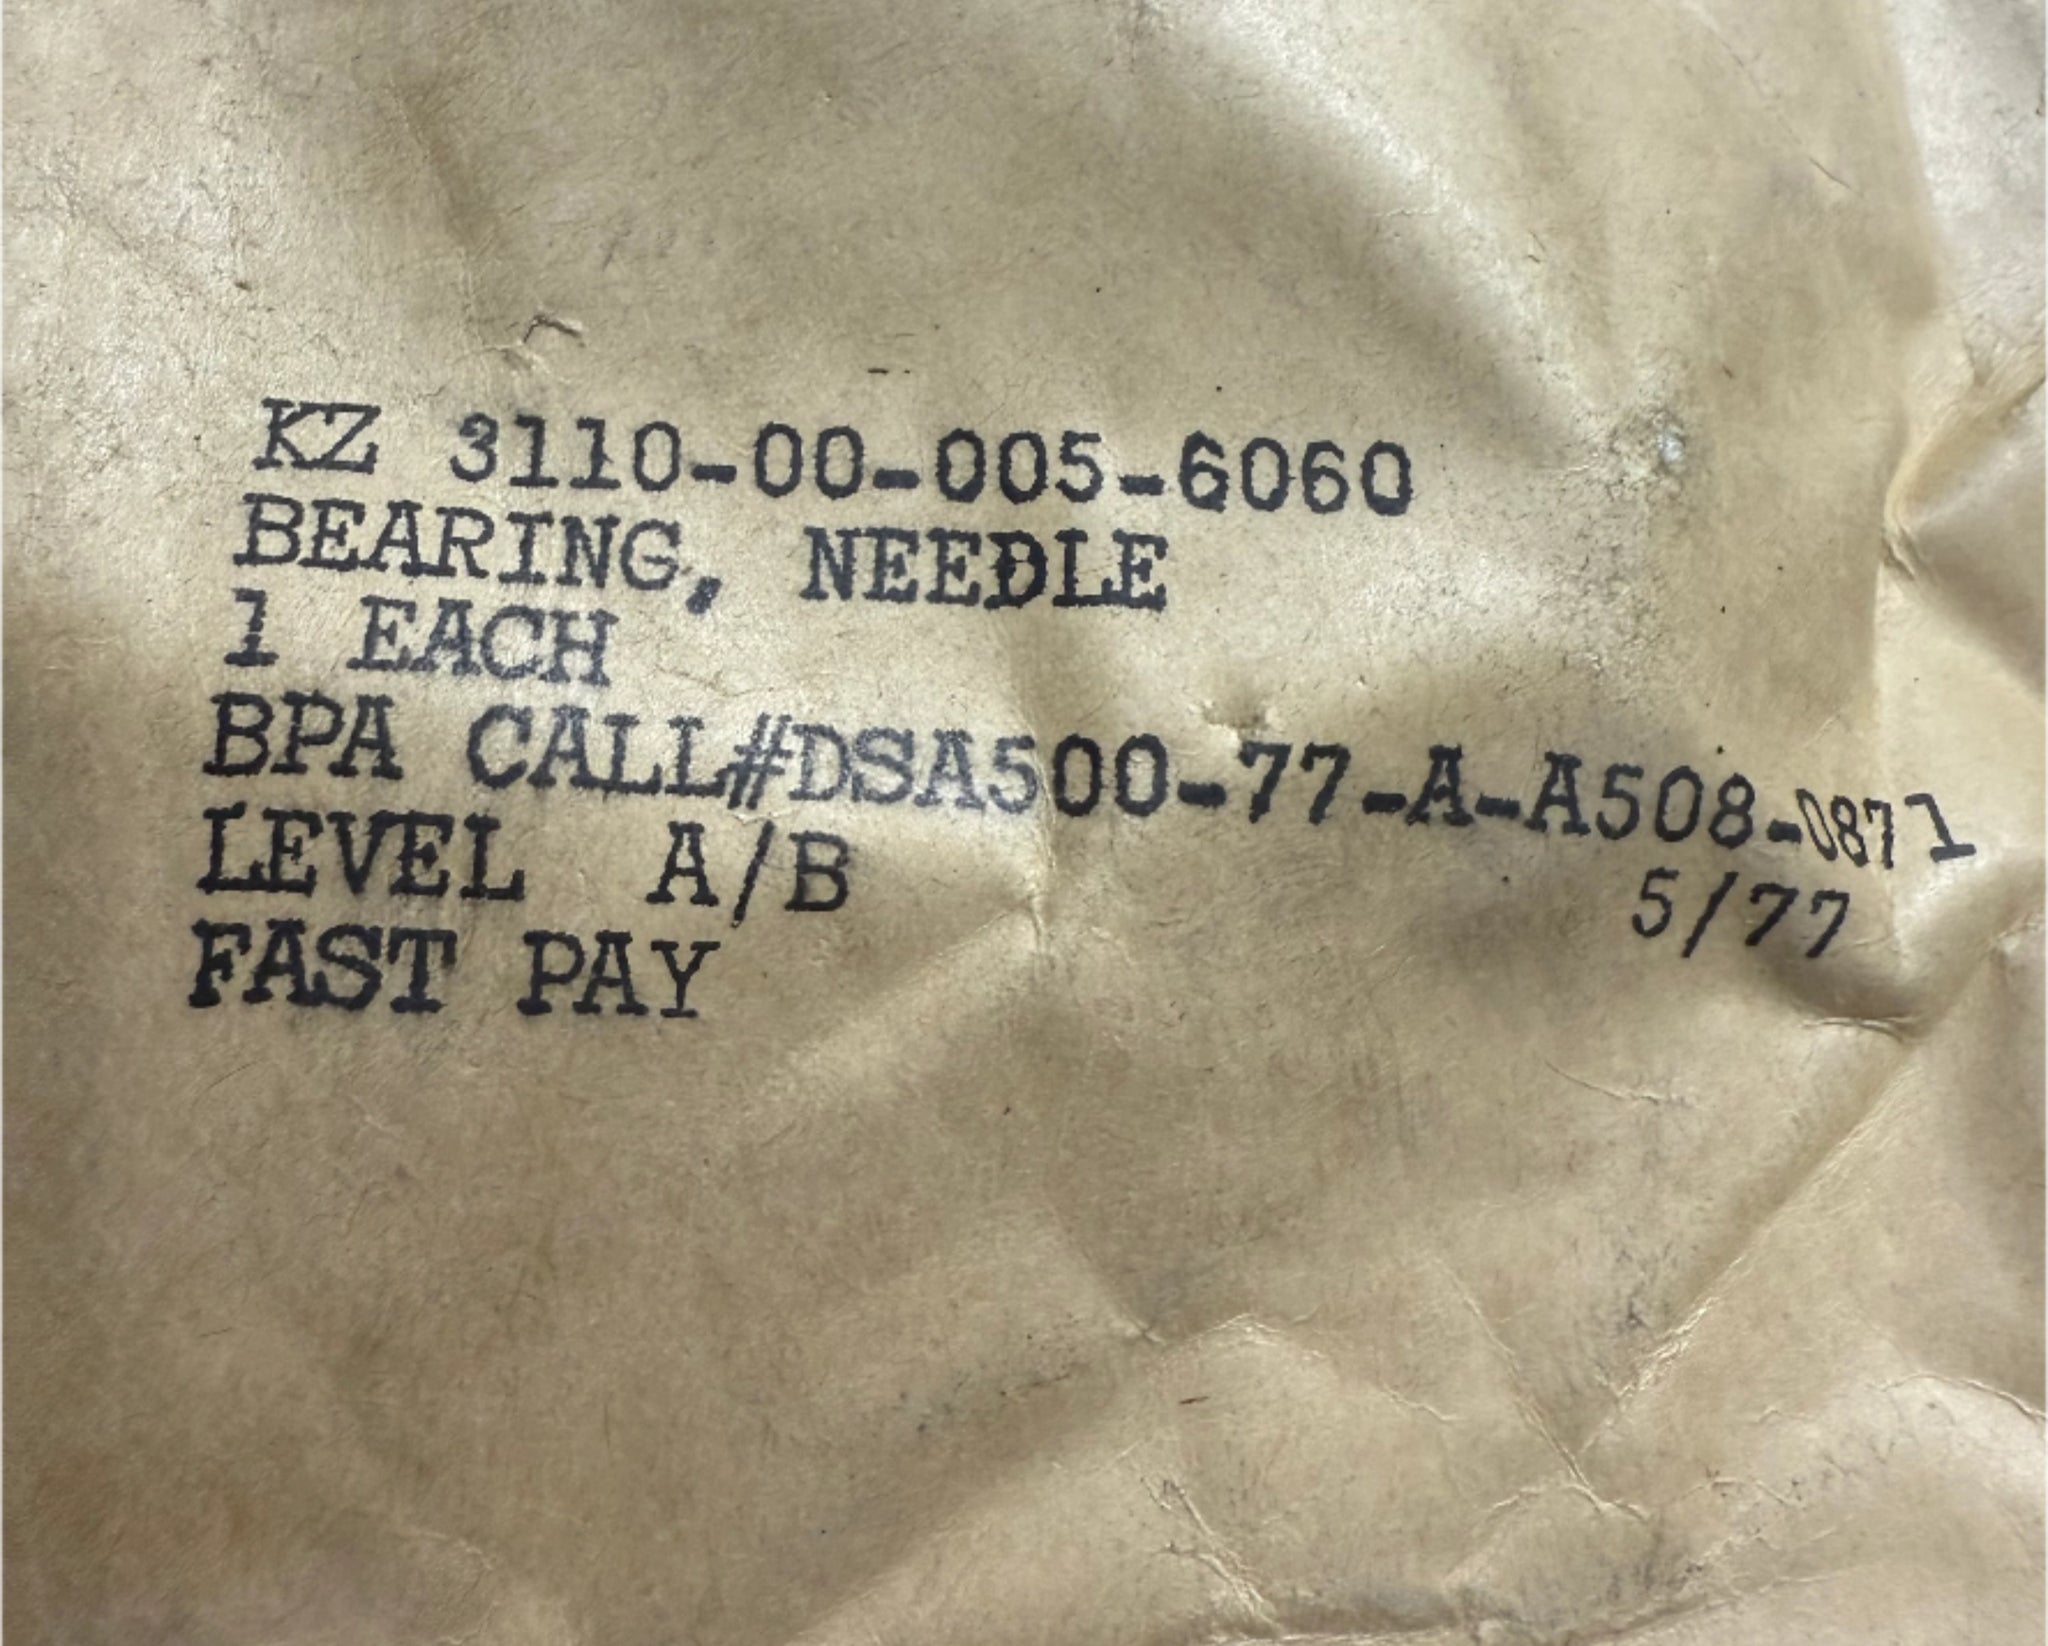 KZ 3110-00-005-6060
BEARING, NEEDLE
1 EACH
BPA CALL#DSA500-77-A-A508-0871
LEVEL A/B 5/77
FAST PAY